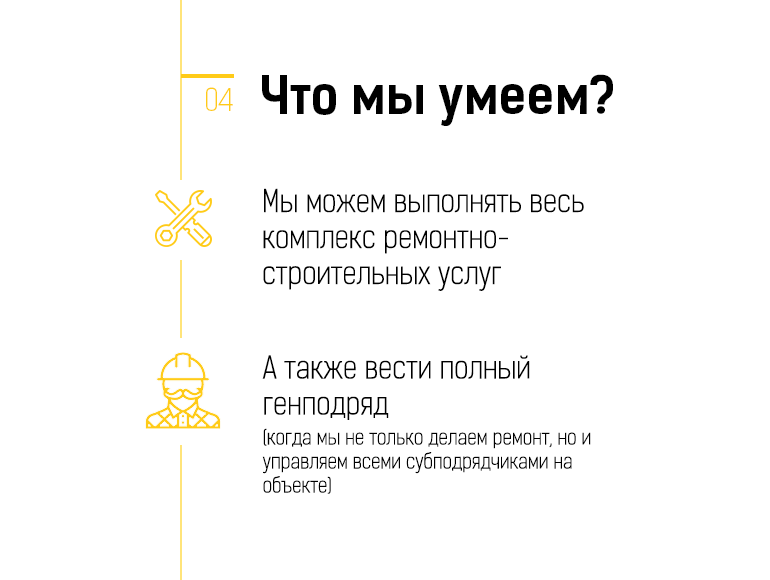 04
Что мы умеем?
Мы можем выполнять весь
комплекс ремонтно-
строительных услуг
А также вести полный
генподряд
(когда мы не только делаем ремонт, но и
управляем всеми субподрядчиками на
объекте)